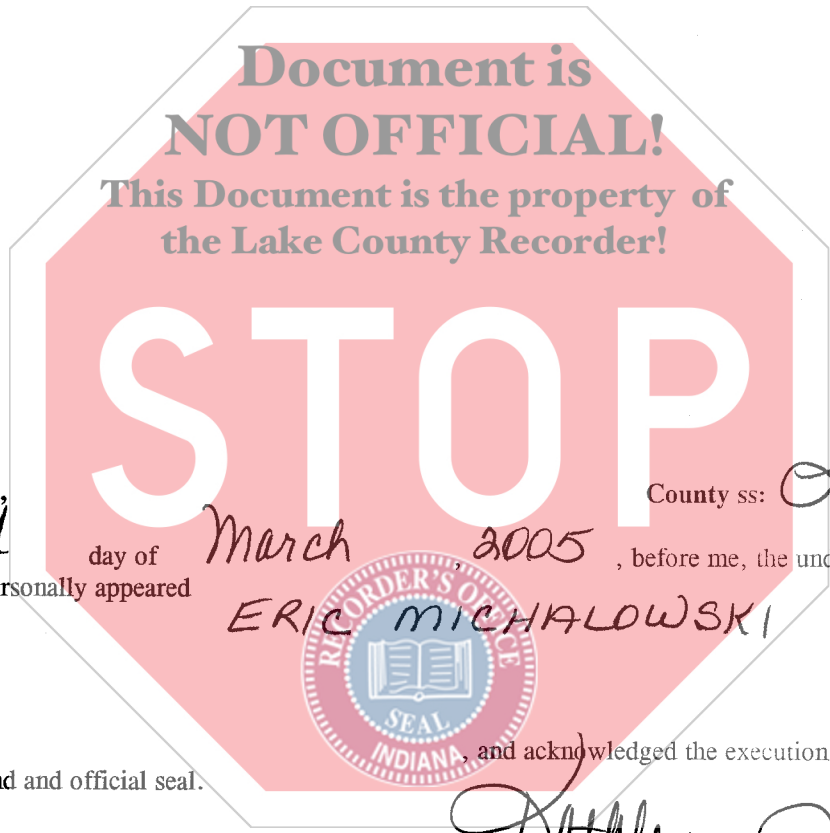 Document is
NOT OFFICIAL!
This Document is the property of
the Lake County Recorder!
STOP
County ss:
day of March, 2005, before me, the
personally appeared
ERIC MICHALOWSKI
RECORDER'S OFFICE
SEAL
INDIANA
, and acknowledged the execution
and official seal.